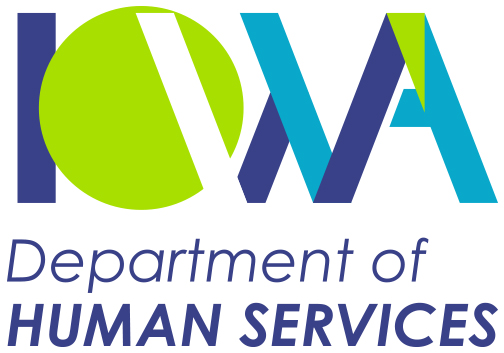 IOWA
Department of
HUMAN SERVICES